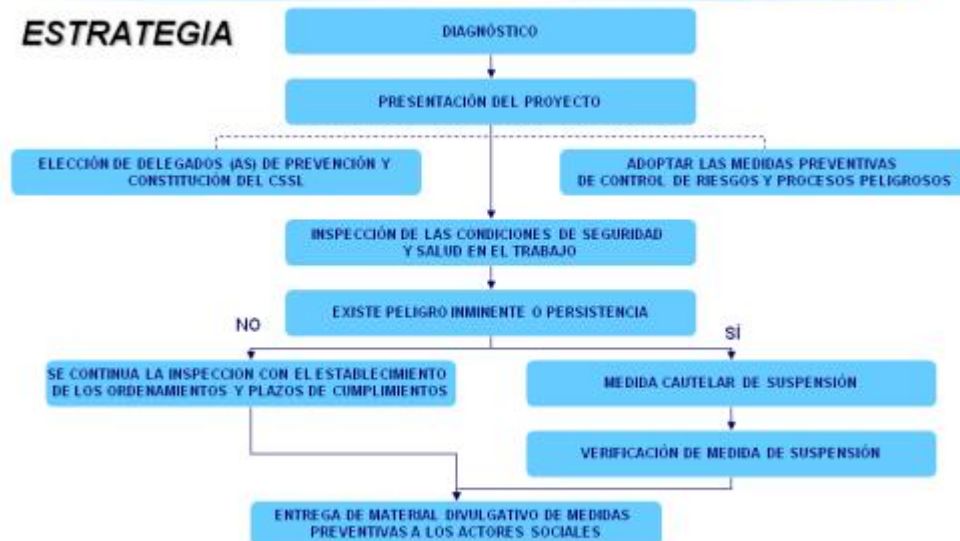 ESTRATEGIA
DIAGNÓSTICO
PRESENTACIÓN DEL PROYECTO
ELECCIÓN DE DELEGADOS (AS) DE PREVENCIÓN Y
CONSTITUCIÓN DEL CSSL
ADOPTAR LAS MEDIDAS PREVENTIVAS
DE CONTROL DE RIESGOS Y PROCESOS PELIGROSOS
INSPECCIÓN DE LAS CONDICIONES DE SEGURIDAD
Y SALUD EN EL TRABAJO
EXISTE PELIGRO INMINENTE O PERSISTENCIA
NO
SÍ
SE CONTINUA LA INSPECCION CON EL ESTABLECIMIENTO
DE LOS ORDENAMIENTOS Y PLAZOS DE CUMPLIMIENTOS
MEDIDA CAUTELAR DE SUSPENSIÓN
VERIFICACIÓN DE MEDIDA DE SUSPENSIÓN
ENTREGA DE MATERIAL DIVULGATIVO DE MEDIDAS
PREVENTIVAS A LOS ACTORES SOCIALES